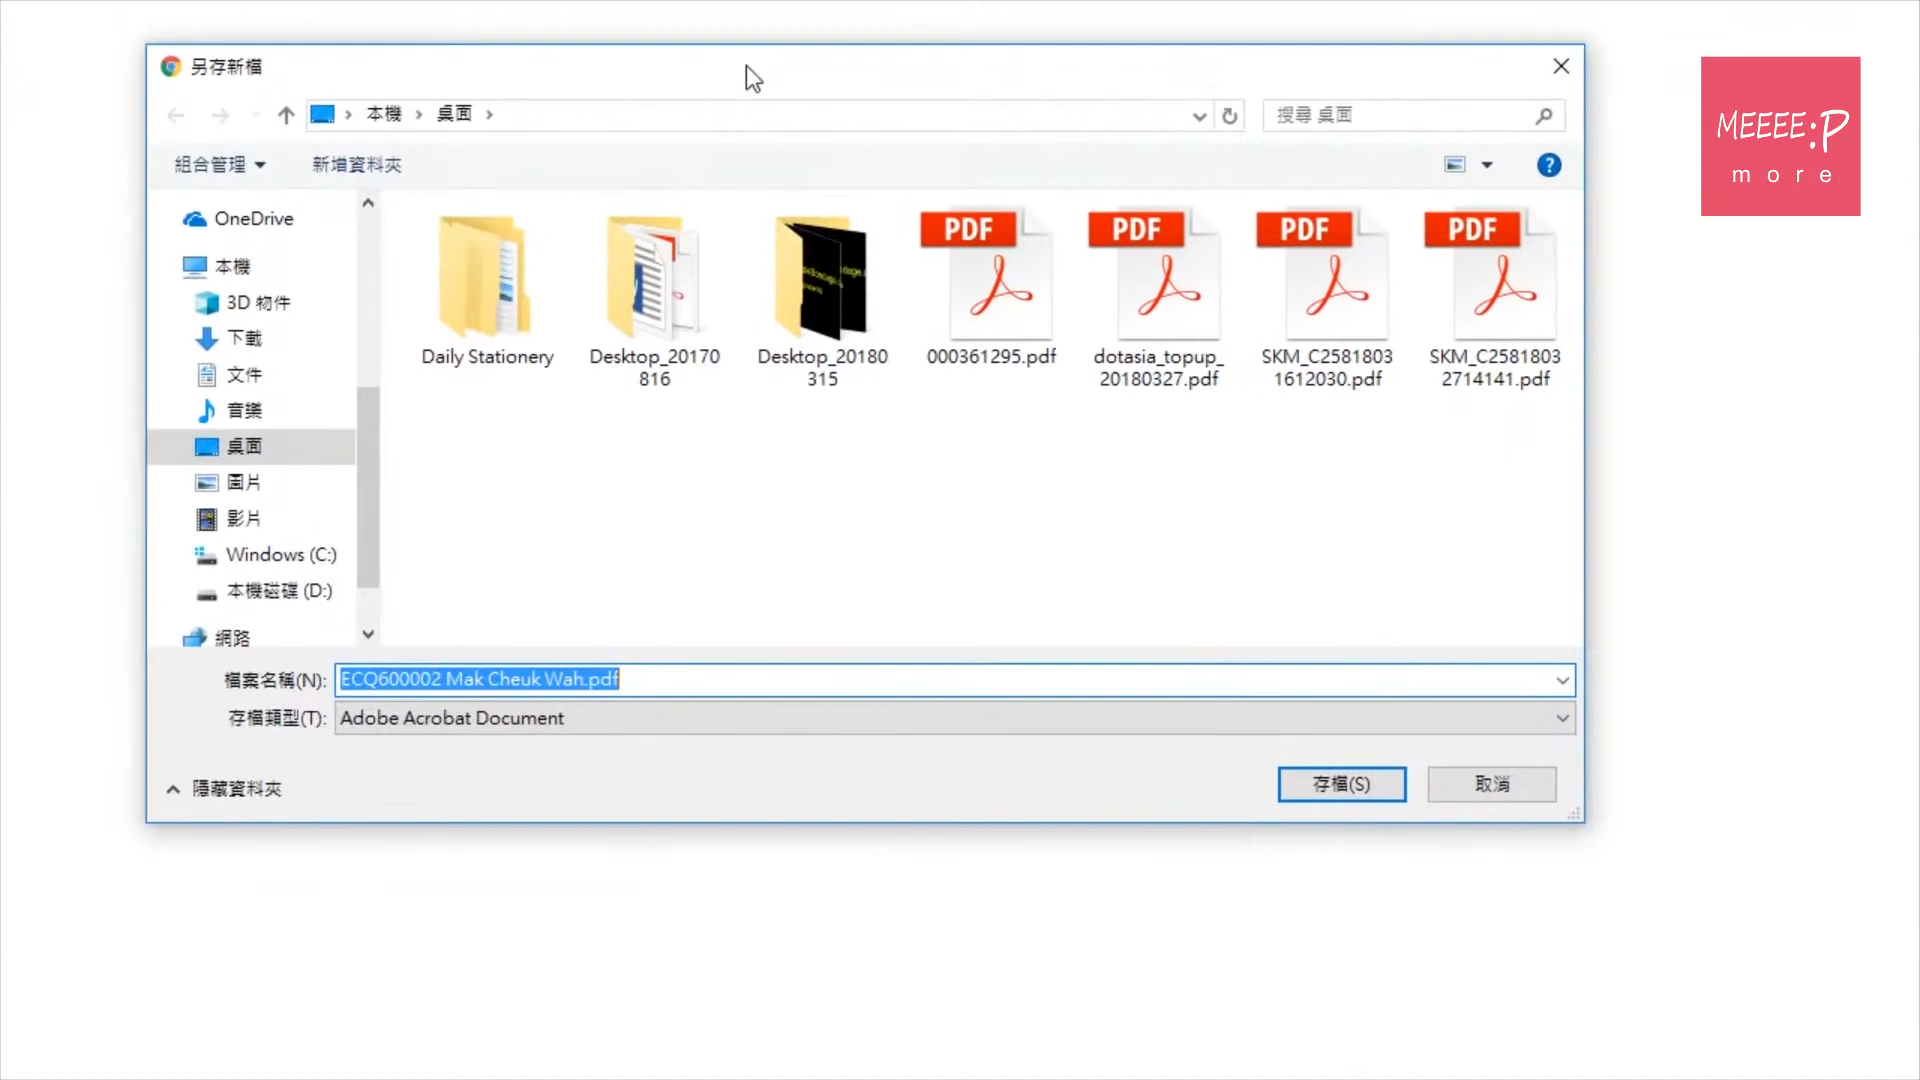 另存新檔
MEEEE:P
more
本機 桌面
搜尋 桌面
組合管理 新增資料夾
?
OneDrive
本機
3D 物件
下載
文件
音樂
桌面
圖片
影片
Windows (C:)
本機磁碟 (D:)
網路
PDF PDF PDF PDF
Daily Stationery
Desktop_20170
816
Desktop_20180
315
000361295.pdf
dotasia_topup_
20180327.pdf
SKM_C2581803
1612030.pdf
SKM_C2581803
2714141.pdf
檔案名稱(N): ECQ600002 Mak Cheuk Wah.pdf
存檔類型(T): Adobe Acrobat Document
隱藏資料夾
存檔(S) 取消